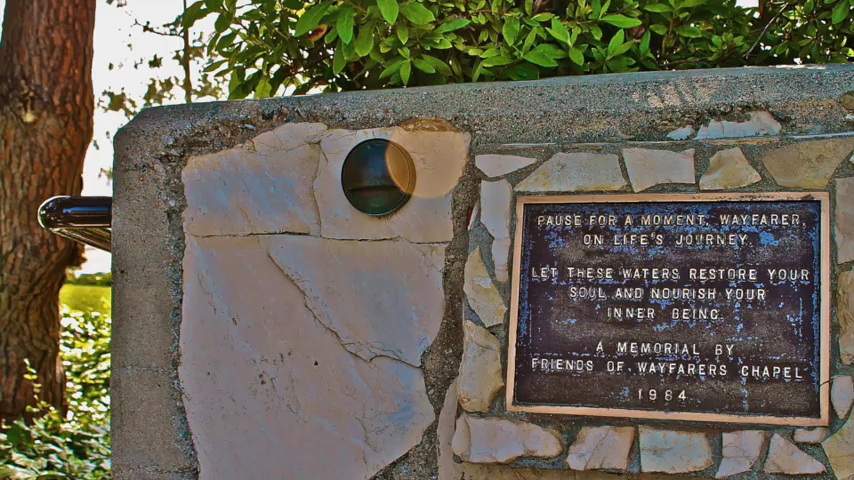 PAUSE FOR A MOMENT, WAYFARER
ON LIFE'S JOURNEY.
LET THESE WATERS RESTORE YOUR
SOUL AND NOURISH YOUR
INNER BEING.
A MEMORIAL BY
FRIENDS OF WAYFARERS CHAPEL
1984